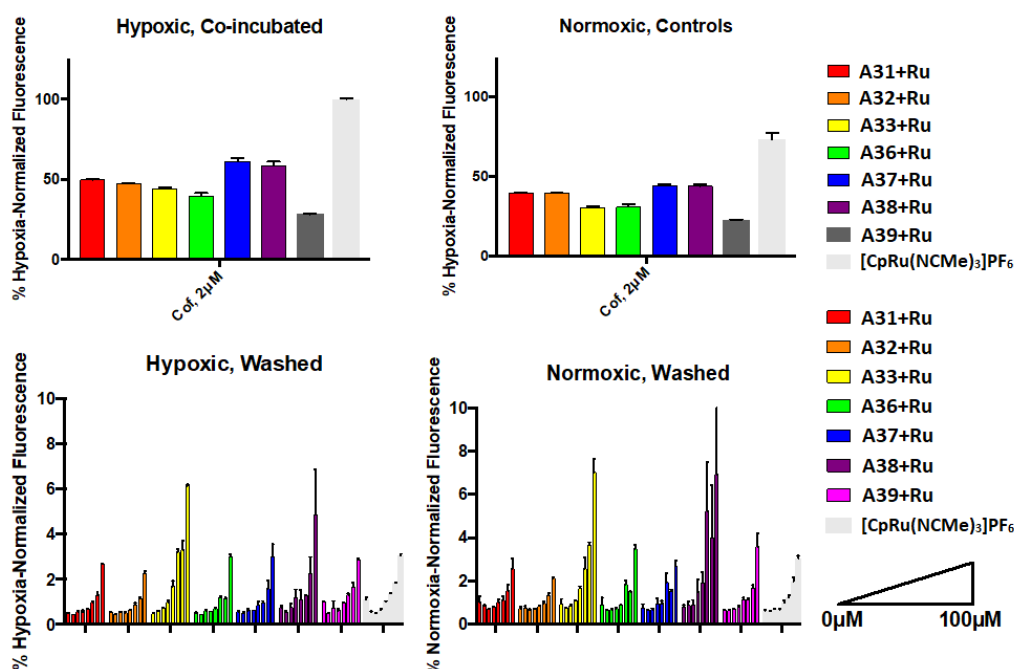 Hypoxic, Co-incubated
% Hypoxia-Normalized Fluorescence
100
50
0
Cof, 2µM
Normoxic, Controls
% Hypoxia-Normalized Fluorescence
100
50
0
Cof, 2µM
A31+Ru
A32+Ru
A33+Ru
A36+Ru
A37+Ru
A38+Ru
A39+Ru
[CpRu(NCMe)₃]PF₆
Hypoxic, Washed
% Hypoxia-Normalized Fluorescence
10
8
6
4
2
0
Normoxic, Washed
% Normoxia-Normalized Fluorescence
10
8
6
4
2
0
A31+Ru
A32+Ru
A33+Ru
A36+Ru
A37+Ru
A38+Ru
A39+Ru
[CpRu(NCMe)₃]PF₆
0µM 100µM